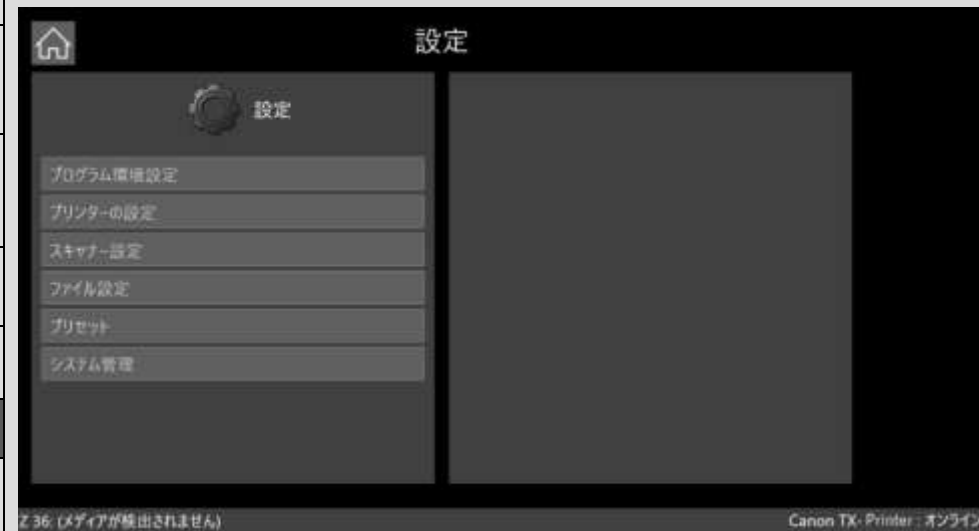 設定
設定
プログラム環境設定
プリンターの設定
スキャナー設定
ファイル設定
プリセット
システム管理
Z 36: (メディアが検出されません)
Canon TX- Printer : オンライン